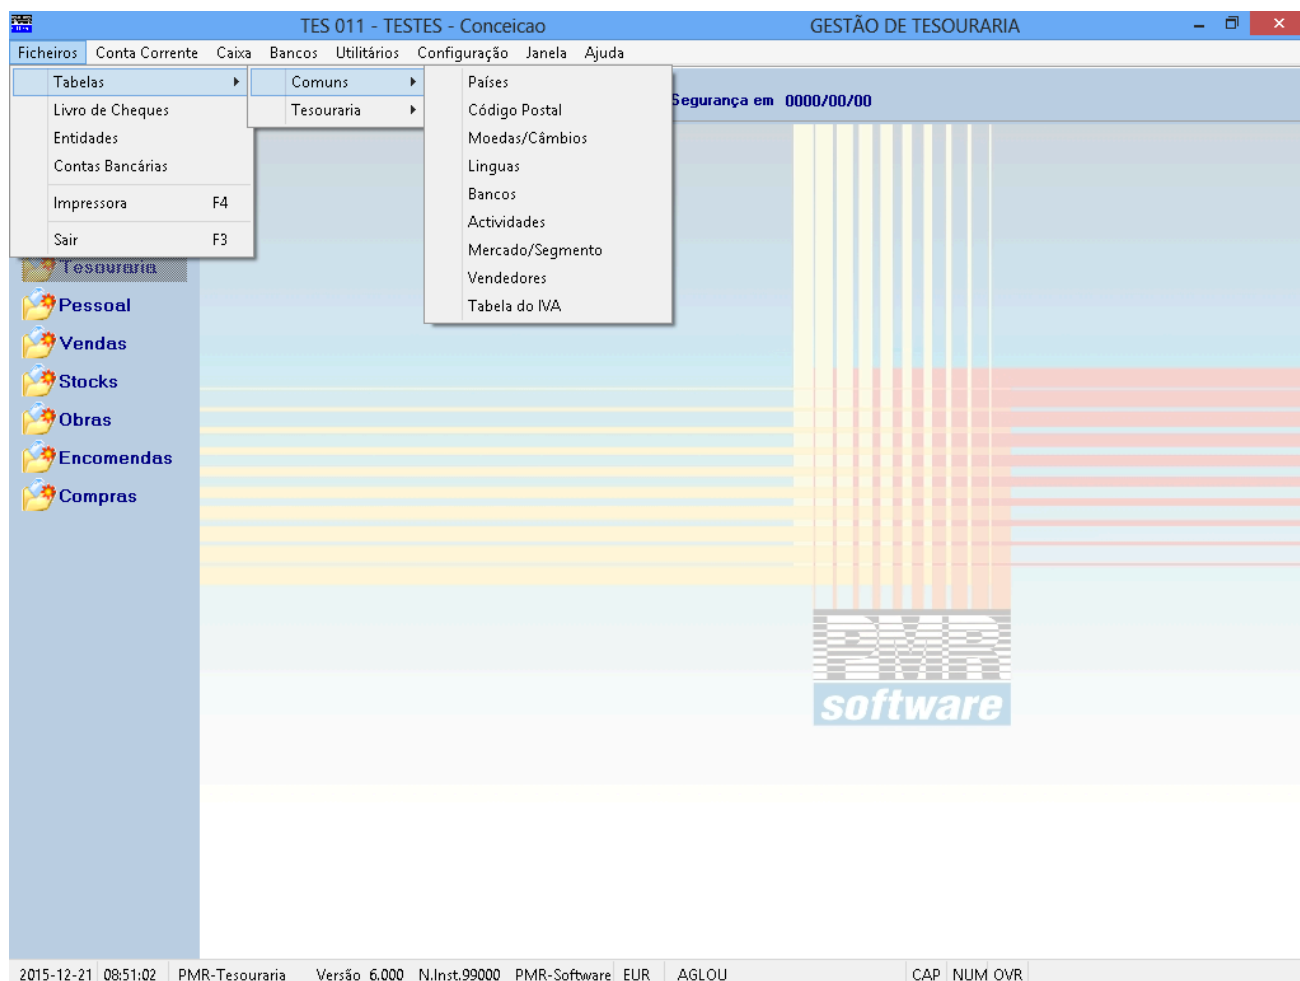 TES 011 - TESTES - Conceicao GESTÃO DE TESOURARIA
Ficheiros Conta Corrente Caixa Bancos Utilitários Configuração Janela Ajuda
Tabelas
Livro de Cheques
Entidades
Contas Bancárias
Impressora F4
Sair F3
Comuns
Tesouraria
Países
Código Postal
Moedas/Câmbios
Linguas
Bancos
Actividades
Mercado/Segmento
Vendedores
Tabela do IVA
Segurança em 0000/00/00
Tesouraria
Pessoal
Vendas
Stocks
Obras
Encomendas
Compras
PMR
software
2015-12-21 08:51:02 PMR-Tesouraria Versão 6.000 N.Inst.99000 PMR-Software EUR AGLOU CAP NUM OVR